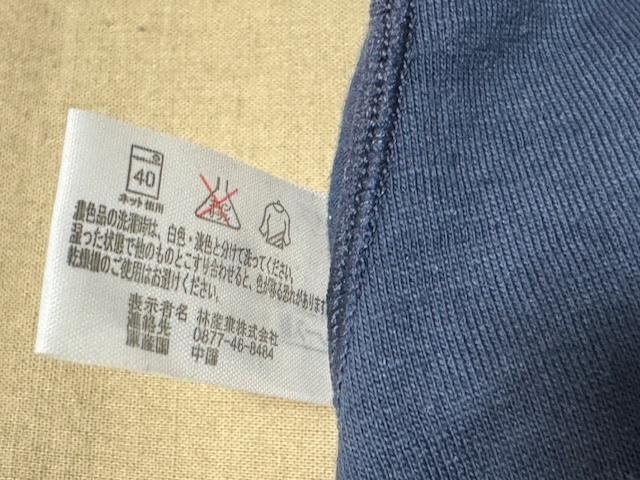 40
ネット使用
濃色品の洗濯時は、白色・淡色と分けて洗ってください。
湿った状態で他のものとこすり合わせると、色が移る恐れがあります
乾燥機のご使用はお避けください。
表示者名 林産業株式会社
連絡先 0877-46-8484
原産国 中国